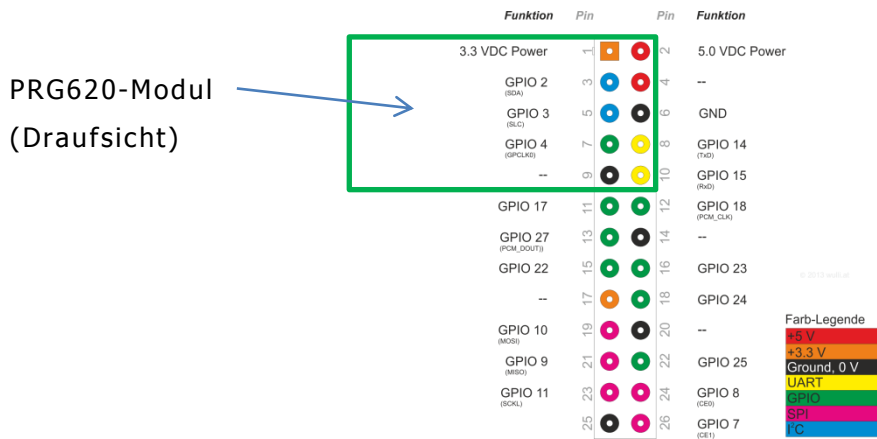 Funktion Pin Pin Funktion
3.3 VDC Power 1 2 5.0 VDC Power
PRG620-Modul
(Draufsicht)
GPIO 2 3 4 --
(SDA)
GPIO 3 5 6 GND
(SLC)
GPIO 4 7 8 GPIO 14
(GPCLK0) (TxD)
-- 9 10 GPIO 15
(RxD)
GPIO 17 11 12 GPIO 18
(PCM_CLK)
GPIO 27 13 14 --
(PCM_DOUT))
GPIO 22 15 16 GPIO 23
-- 17 18 GPIO 24
GPIO 10 19 20 --
(MOSI)
GPIO 9 21 22 GPIO 25
(MISO)
GPIO 11 23 24 GPIO 8
(SCKL) (CE0)
25 26 GPIO 7
(CE1)
Farb-Legende
+5 V
+3.3 V
Ground, 0 V
UART
GPIO
SPI
I²C